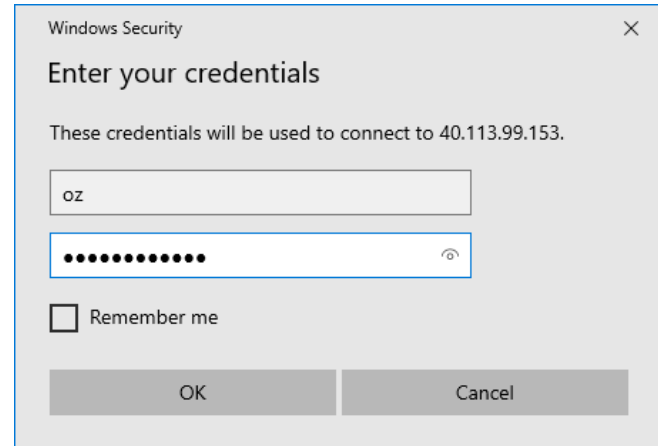 Windows Security
Enter your credentials
These credentials will be used to connect to 40.113.99.153.
oz
●●●●●●●●●●●●
Remember me
OK
Cancel